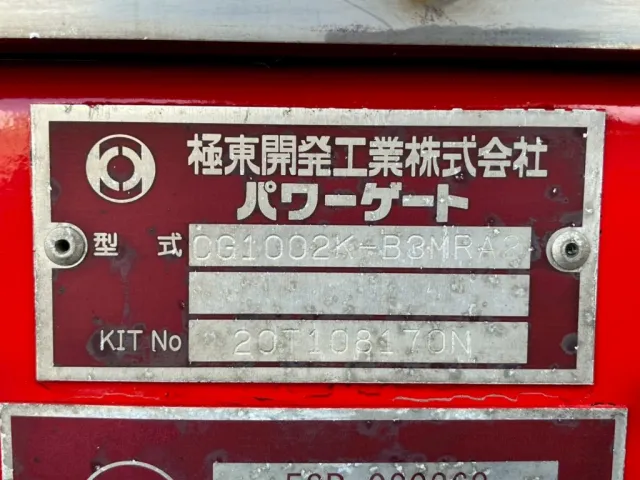 極東開発工業株式会社
パワーゲート
型 式 CG1002K-B3MRA2
KIT No 20T108170N